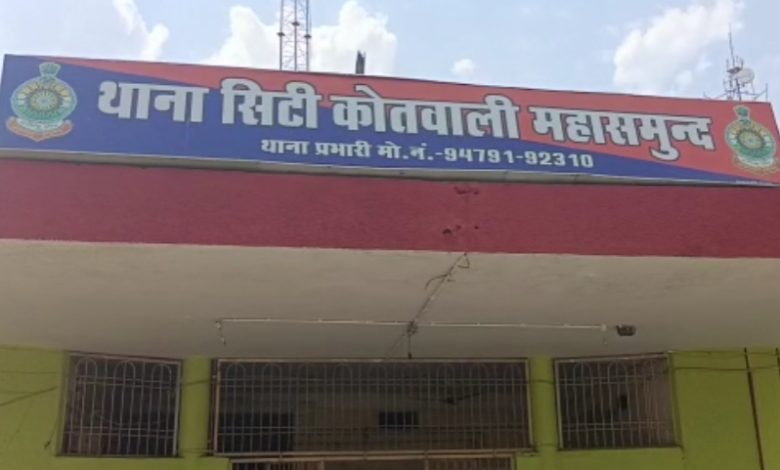 थाना सिटी कोतवाली महासमुन्द
थाना प्रभारी मो.नं.-94791-92310